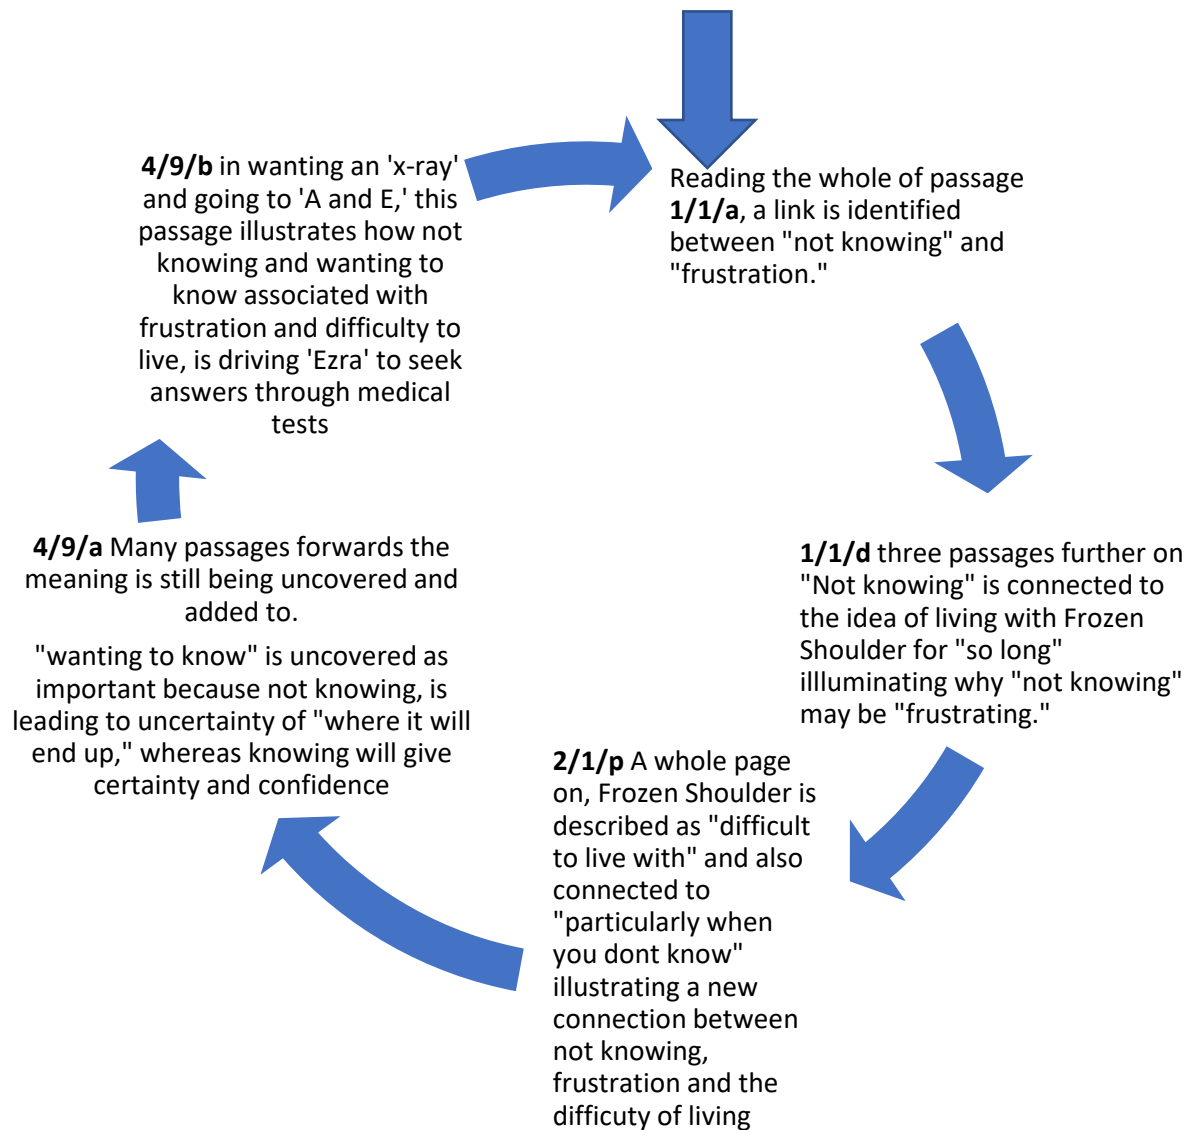 Reading the whole of passage
1/1/a, a link is identified
between "not knowing" and
"frustration."
1/1/d three passages further on
"Not knowing" is connected to
the idea of living with Frozen
Shoulder for "so long"
illluminating why "not knowing"
may be "frustrating."
2/1/p A whole page
on, Frozen Shoulder is
described as "difficult
to live with" and also
connected to
"particularly when
you dont know"
illustrating a new
connection between
not knowing,
frustration and the
difficuty of living
4/9/a Many passages forwards the
meaning is still being uncovered and
added to.
"wanting to know" is uncovered as
important because not knowing, is
leading to uncertainty of "where it will
end up," whereas knowing will give
certainty and confidence
4/9/b in wanting an 'x-ray'
and going to 'A and E,' this
passage illustrates how not
knowing and wanting to
know associated with
frustration and difficulty to
live, is driving 'Ezra' to seek
answers through medical
tests